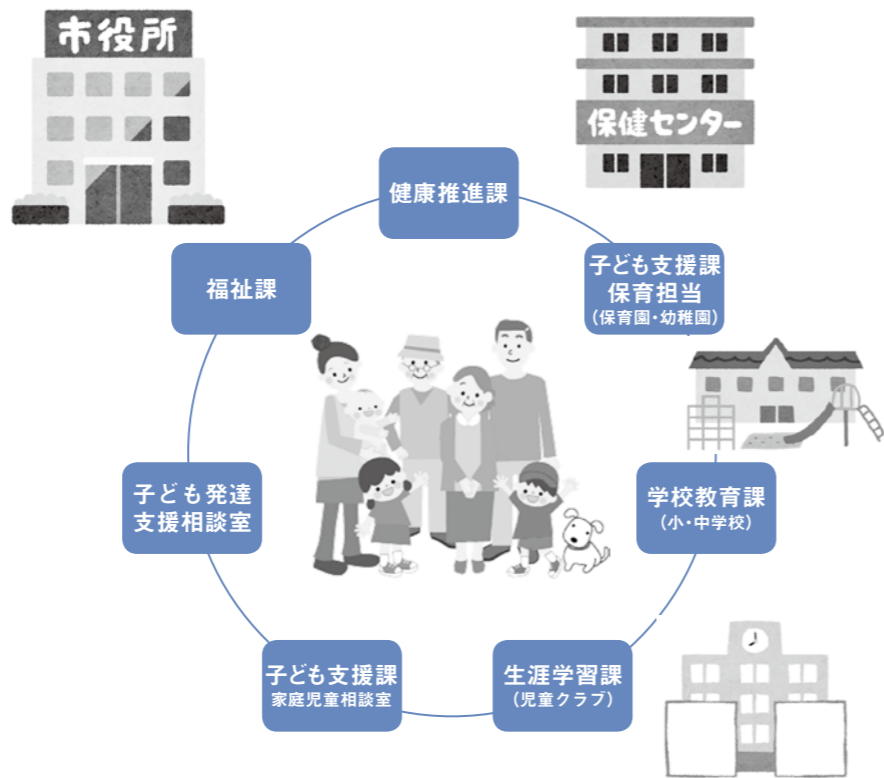 市役所
保健センター
健康推進課
子ども支援課
保育担当
(保育園・幼稚園)
学校教育課
(小・中学校)
生涯学習課
(児童クラブ)
子ども支援課
家庭児童相談室
子ども発達
支援相談室
福祉課